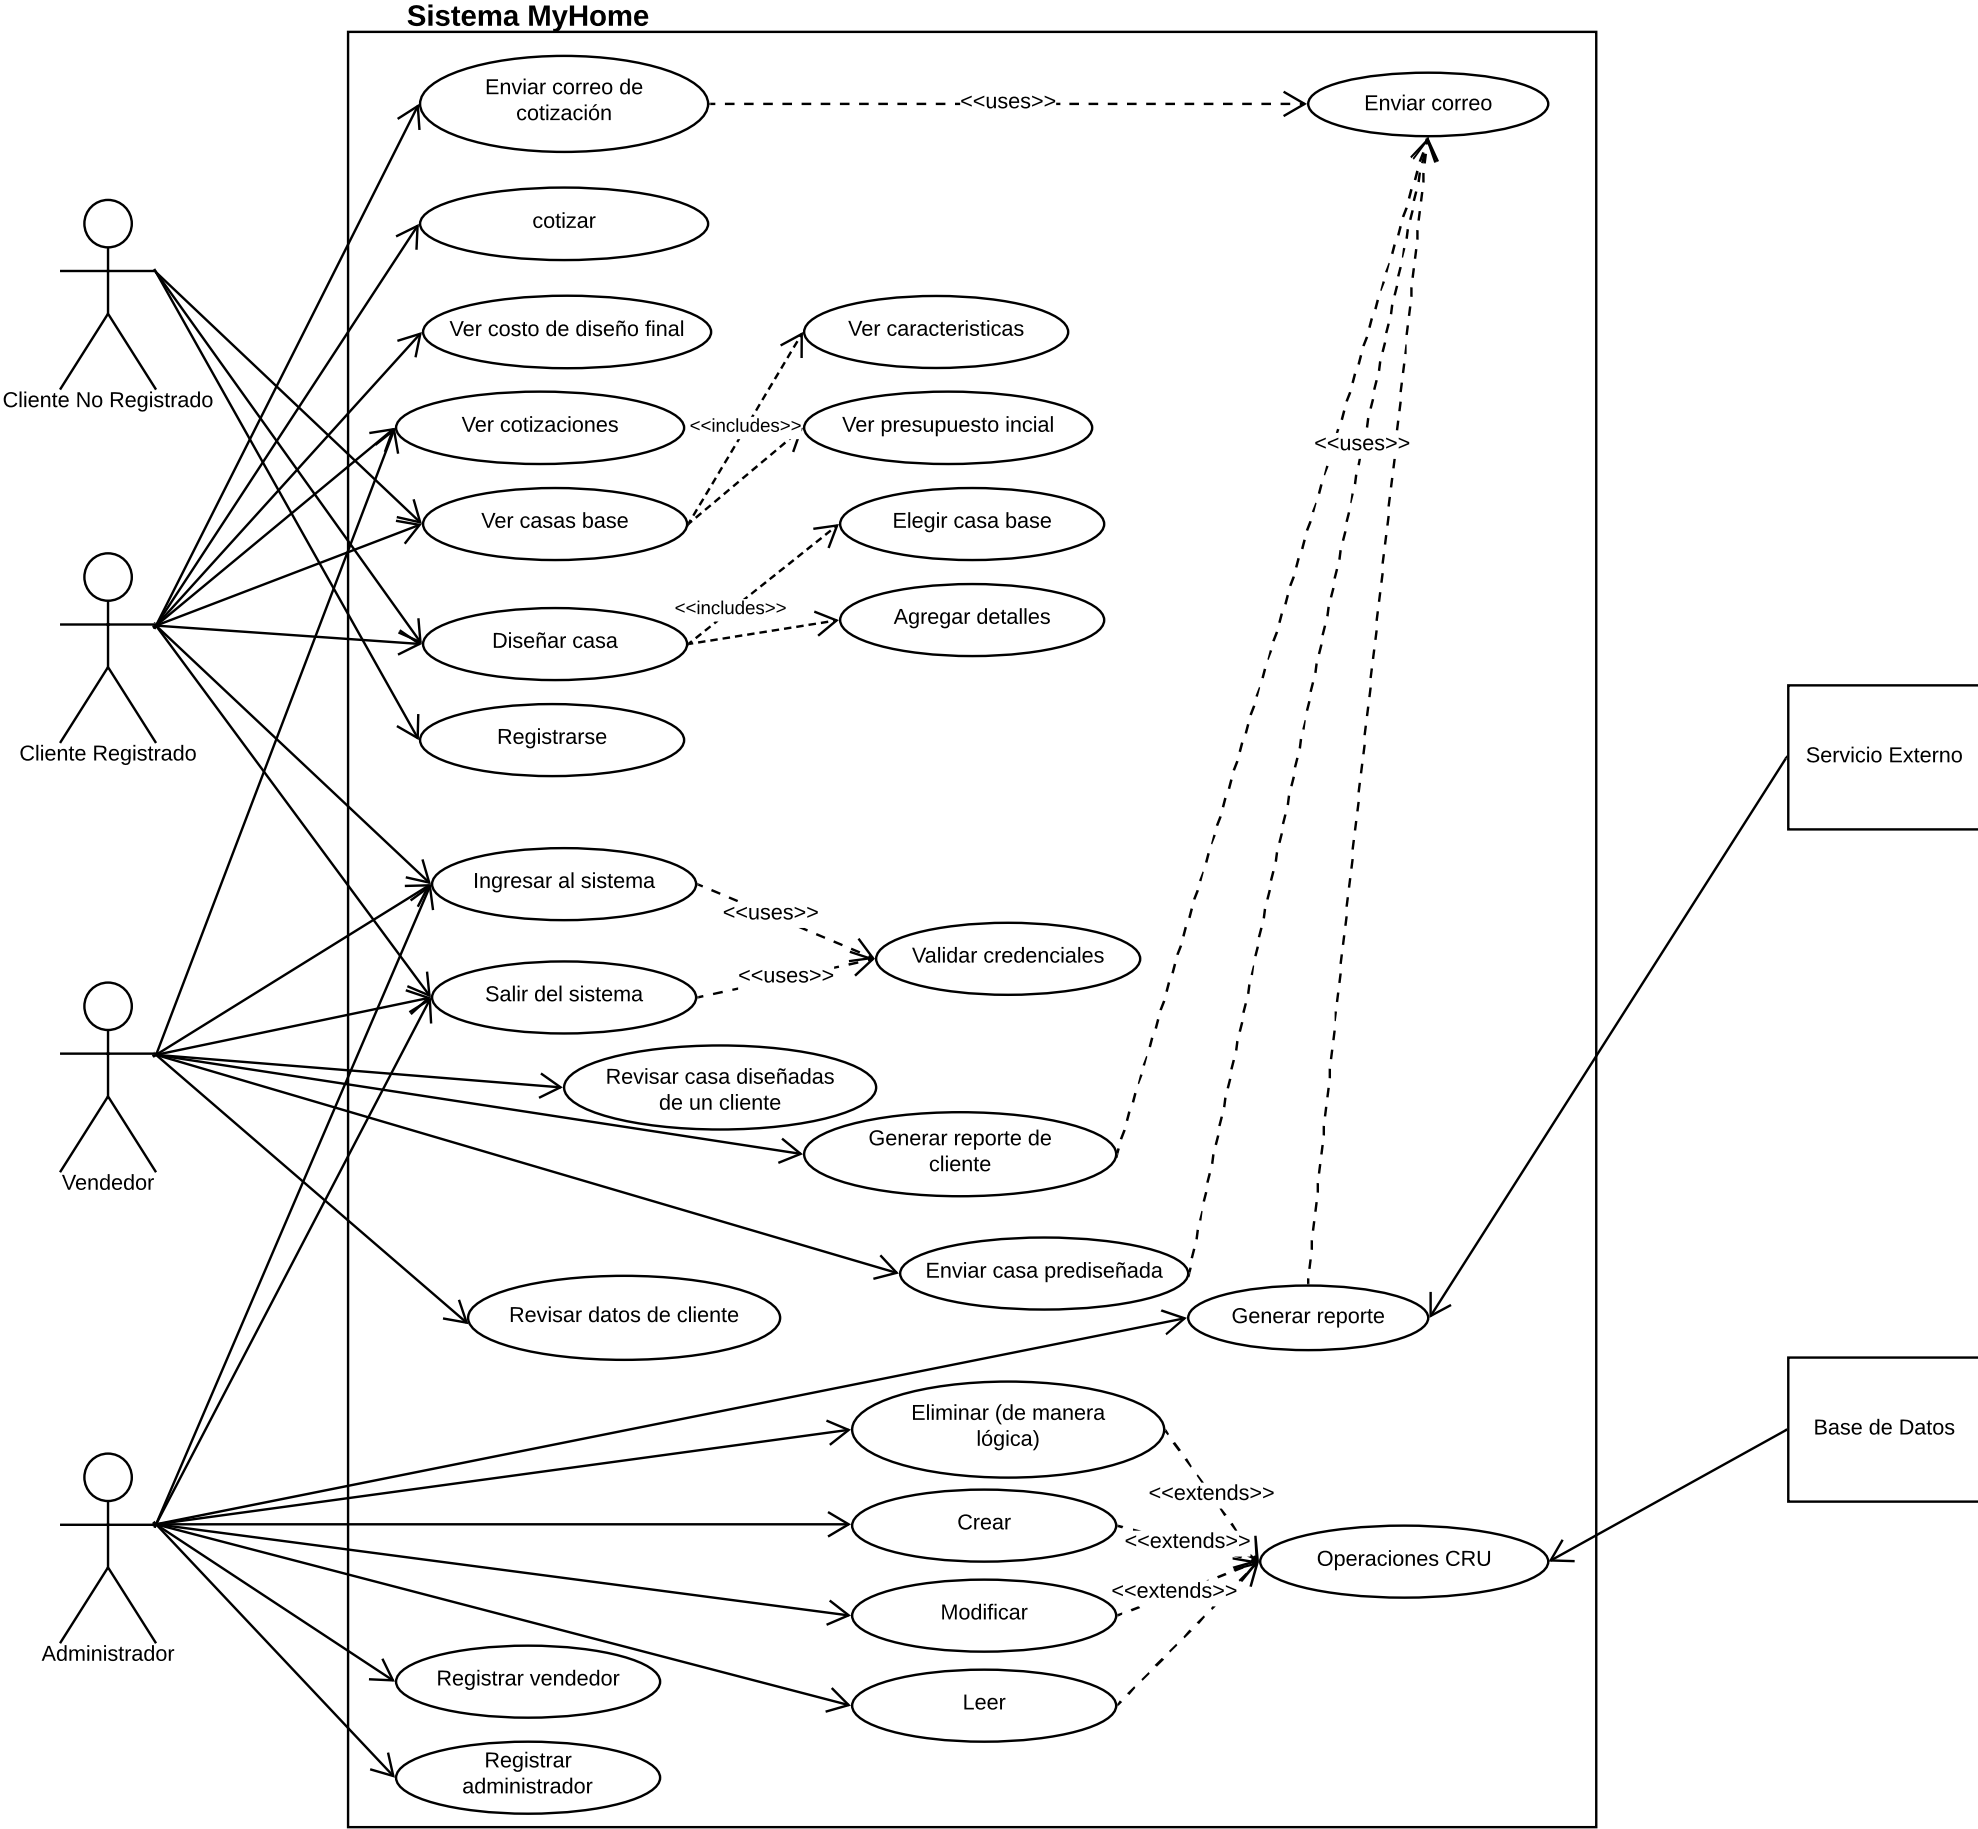 Sistema MyHome
Enviar correo de
cotización
<<uses>>
Enviar correo
cotizar
Ver costo de diseño final
Ver caracteristicas
Cliente No Registrado
Ver cotizaciones
<<includes>>
Ver presupuesto incial
<<uses>>
Ver casas base
Elegir casa base
<<includes>>
Diseñar casa
Agregar detalles
Registrarse
Cliente Registrado
Servicio Externo
Ingresar al sistema
<<uses>>
Validar credenciales
<<uses>>
Salir del sistema
Revisar casa diseñadas
de un cliente
Generar reporte de
cliente
Vendedor
Enviar casa prediseñada
Revisar datos de cliente
Generar reporte
Eliminar (de manera
lógica)
Base de Datos
<<extends>>
Crear
<<extends>>
Operaciones CRU
<<extends>>
Modificar
Administrador
Registrar vendedor
Leer
Registrar
administrador